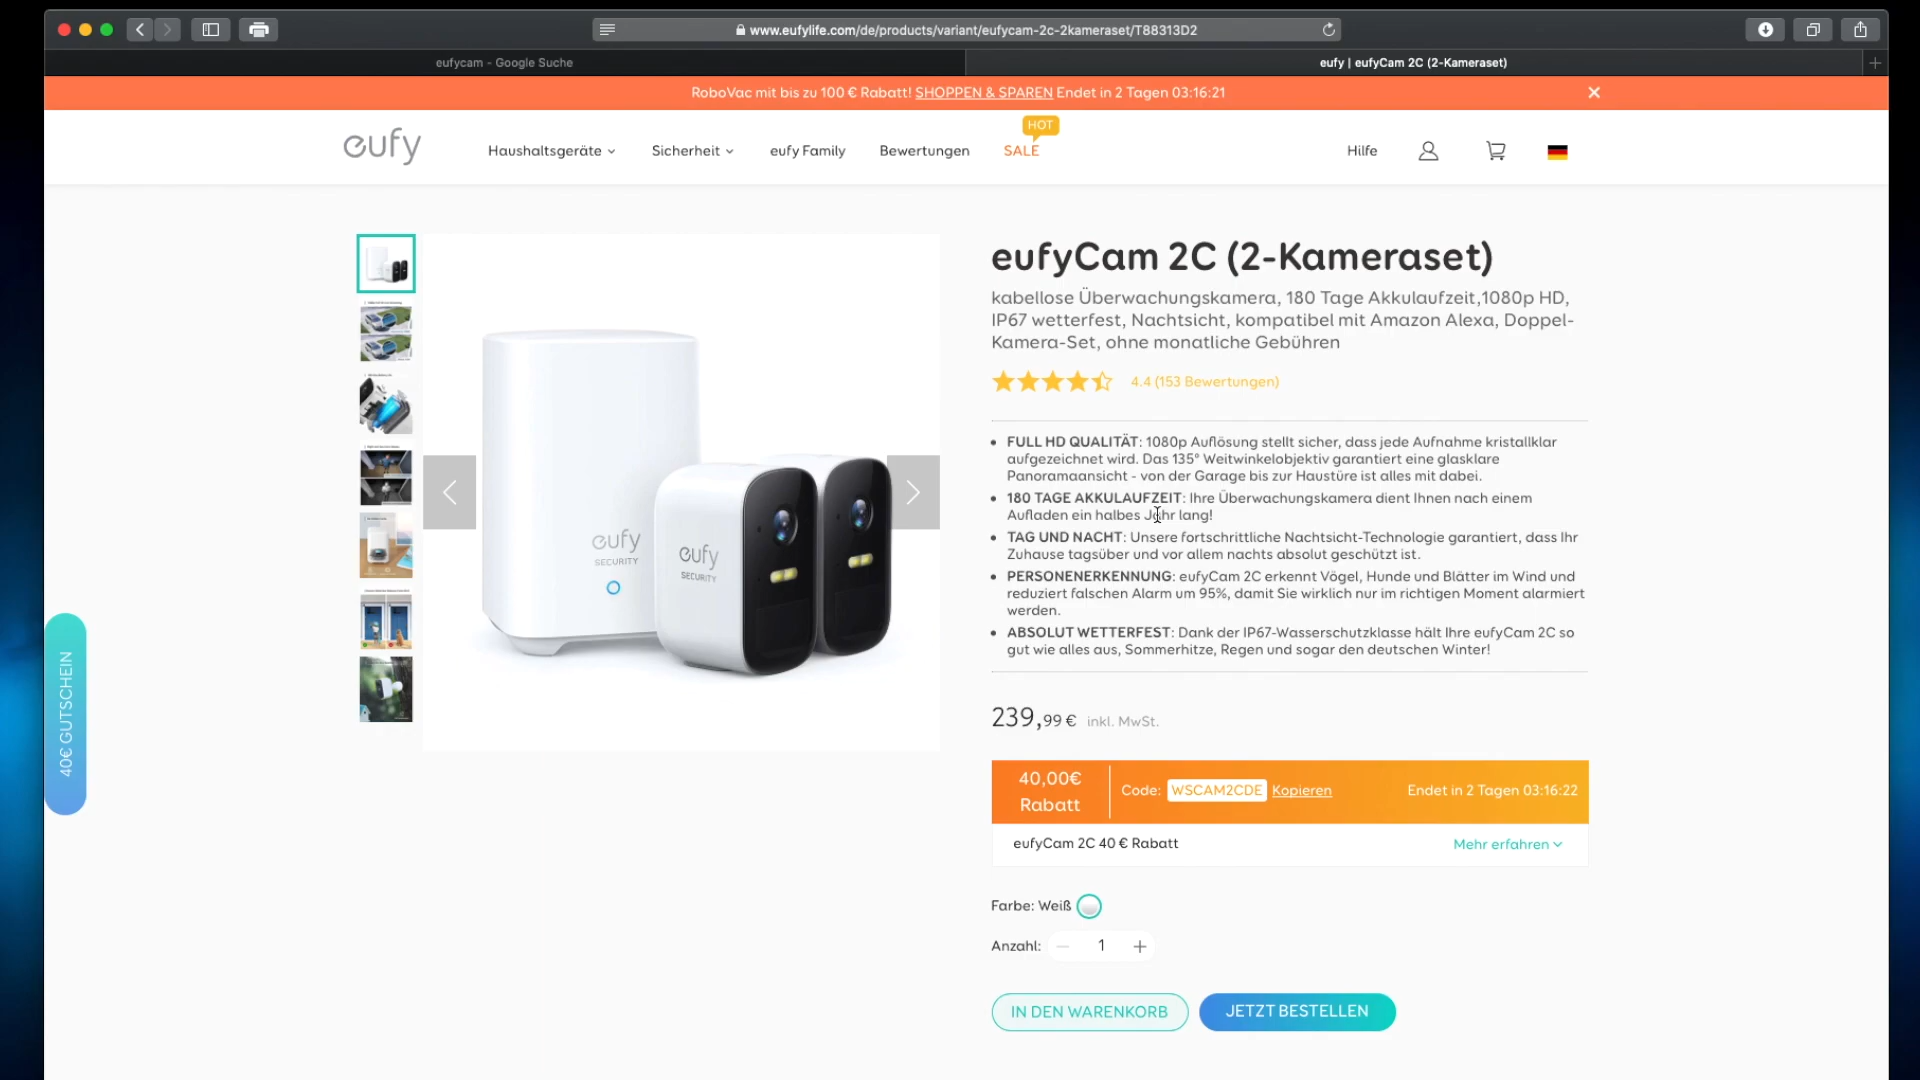 www.eufylife.com/de/products/variant/eufycam-2c-2kameraset/T88313D2
eufycam - Google Suche
eufy | eufyCam 2C (2-Kameraset)
RoboVac mit bis zu 100 € Rabatt! SHOPPEN & SPAREN Endet in 2 Tagen 03:16:21
eufy
Haushaltsgeräte
Sicherheit
eufy Family
Bewertungen
HOT
SALE
Hilfe
eufyCam 2C (2-Kameraset)
kabellose Überwachungskamera, 180 Tage Akkulaufzeit,1080p HD,
IP67 wetterfest, Nachtsicht, kompatibel mit Amazon Alexa, Doppel-
Kamera-Set, ohne monatliche Gebühren
4.4 (153 Bewertungen)
FULL HD QUALITÄT: 1080p Auflösung stellt sicher, dass jede Aufnahme kristallklar
aufgezeichnet wird. Das 135° Weitwinkelobjektiv garantiert eine glasklare
Panoramaansicht - von der Garage bis zur Haustüre ist alles mit dabei.
180 TAGE AKKULAUFZEIT: Ihre Überwachungskamera dient Ihnen nach einem
Aufladen ein halbes Jahr lang!
TAG UND NACHT: Unsere fortschrittliche Nachtsicht-Technologie garantiert, dass Ihr
Zuhause tagsüber und vor allem nachts absolut geschützt ist.
PERSONENERKENNUNG: eufyCam 2C erkennt Vögel, Hunde und Blätter im Wind und
reduziert falschen Alarm um 95%, damit Sie wirklich nur im richtigen Moment alarmiert
werden.
ABSOLUT WETTERFEST: Dank der IP67-Wasserschutzklasse hält Ihre eufyCam 2C so
gut wie alles aus, Sommerhitze, Regen und sogar den deutschen Winter!
eufy
SECURITY
eufy
SECURITY
40€ GUTSCHEIN
239,99 € inkl. MwSt.
40,00€
Rabatt
Code: WSCAM2CDE Kopieren
Endet in 2 Tagen 03:16:22
eufyCam 2C 40 € Rabatt
Mehr erfahren
Farbe: Weiß
Anzahl: − 1 +
IN DEN WARENKORB
JETZT BESTELLEN